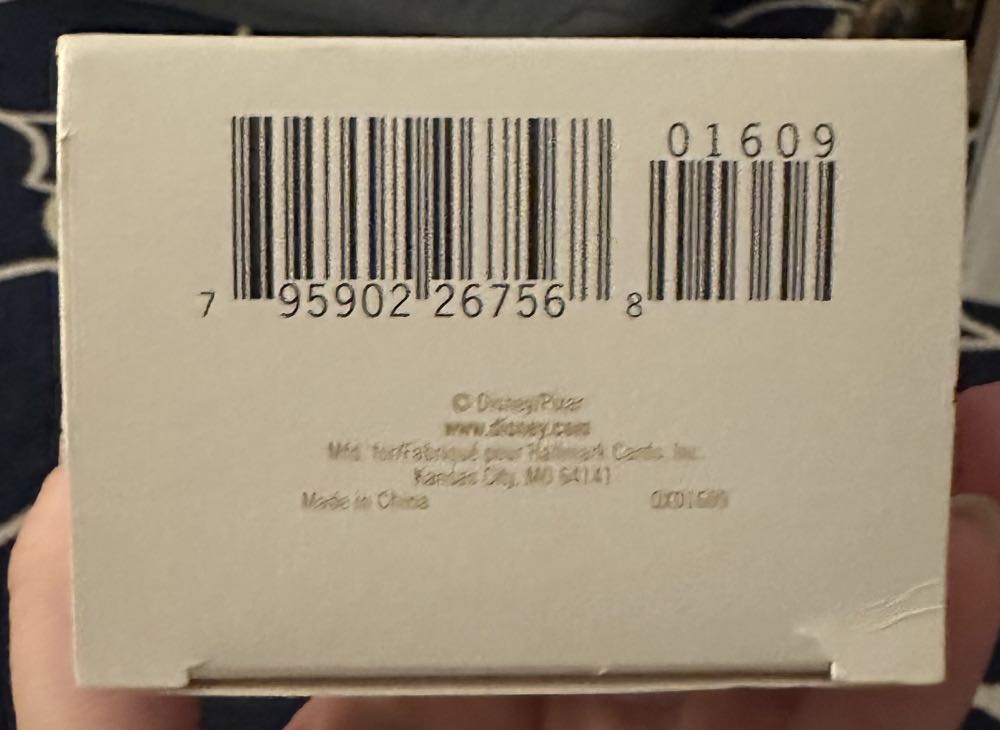 01609
7 95902 26756 8
© Disney/Pixar
www.disney.com
Mfd. for/Fabriqué pour Hallmark Cards, Inc.
Kansas City, MO 64141
Made in China QXD1609